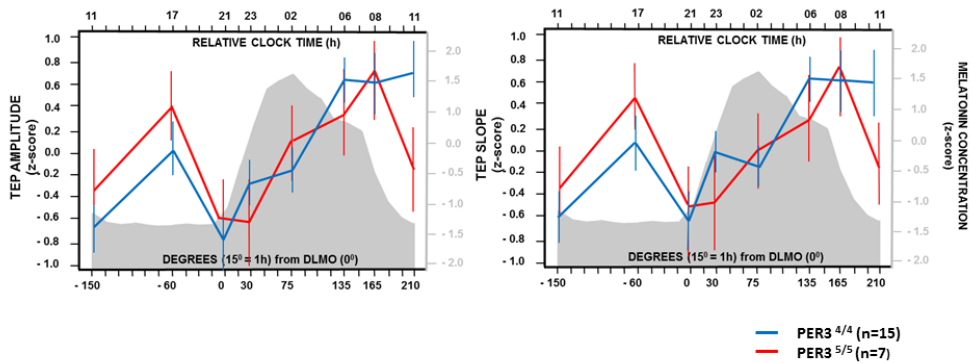 11 17 21 23 02 06 08 11
RELATIVE CLOCK TIME (h)
TEP AMPLITUDE
(z-score)
1.0
0.8
0.6
0.4
0.2
0.0
- 0.2
- 0.4
- 0.6
- 0.8
- 1.0
2.0
1.5
1.0
0.5
0.0
- 0.5
- 1.0
- 1.5
- 2.0
DEGREES (15⁰ = 1h) from DLMO (0⁰)
- 150 - 60 0 30 75 135 165 210
11 17 21 23 02 06 08 11
RELATIVE CLOCK TIME (h)
TEP SLOPE
(z-score)
1.0
0.8
0.6
0.4
0.2
0.0
- 0.2
- 0.4
- 0.6
- 0.8
- 1.0
2.0
1.5
1.0
0.5
0.0
- 0.5
- 1.0
- 1.5
- 2.0
MELATONIN CONCENTRATION
(z-score)
DEGREES (15⁰ = 1h) from DLMO (0⁰)
- 150 - 60 0 30 75 135 165 210
PER3 4/4 (n=15)
PER3 5/5 (n=7)